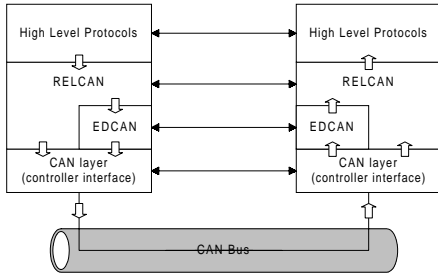 High Level Protocols
High Level Protocols
RELCAN
RELCAN
EDCAN
EDCAN
CAN layer
(controller interface)
CAN layer
(controller interface)
CAN Bus